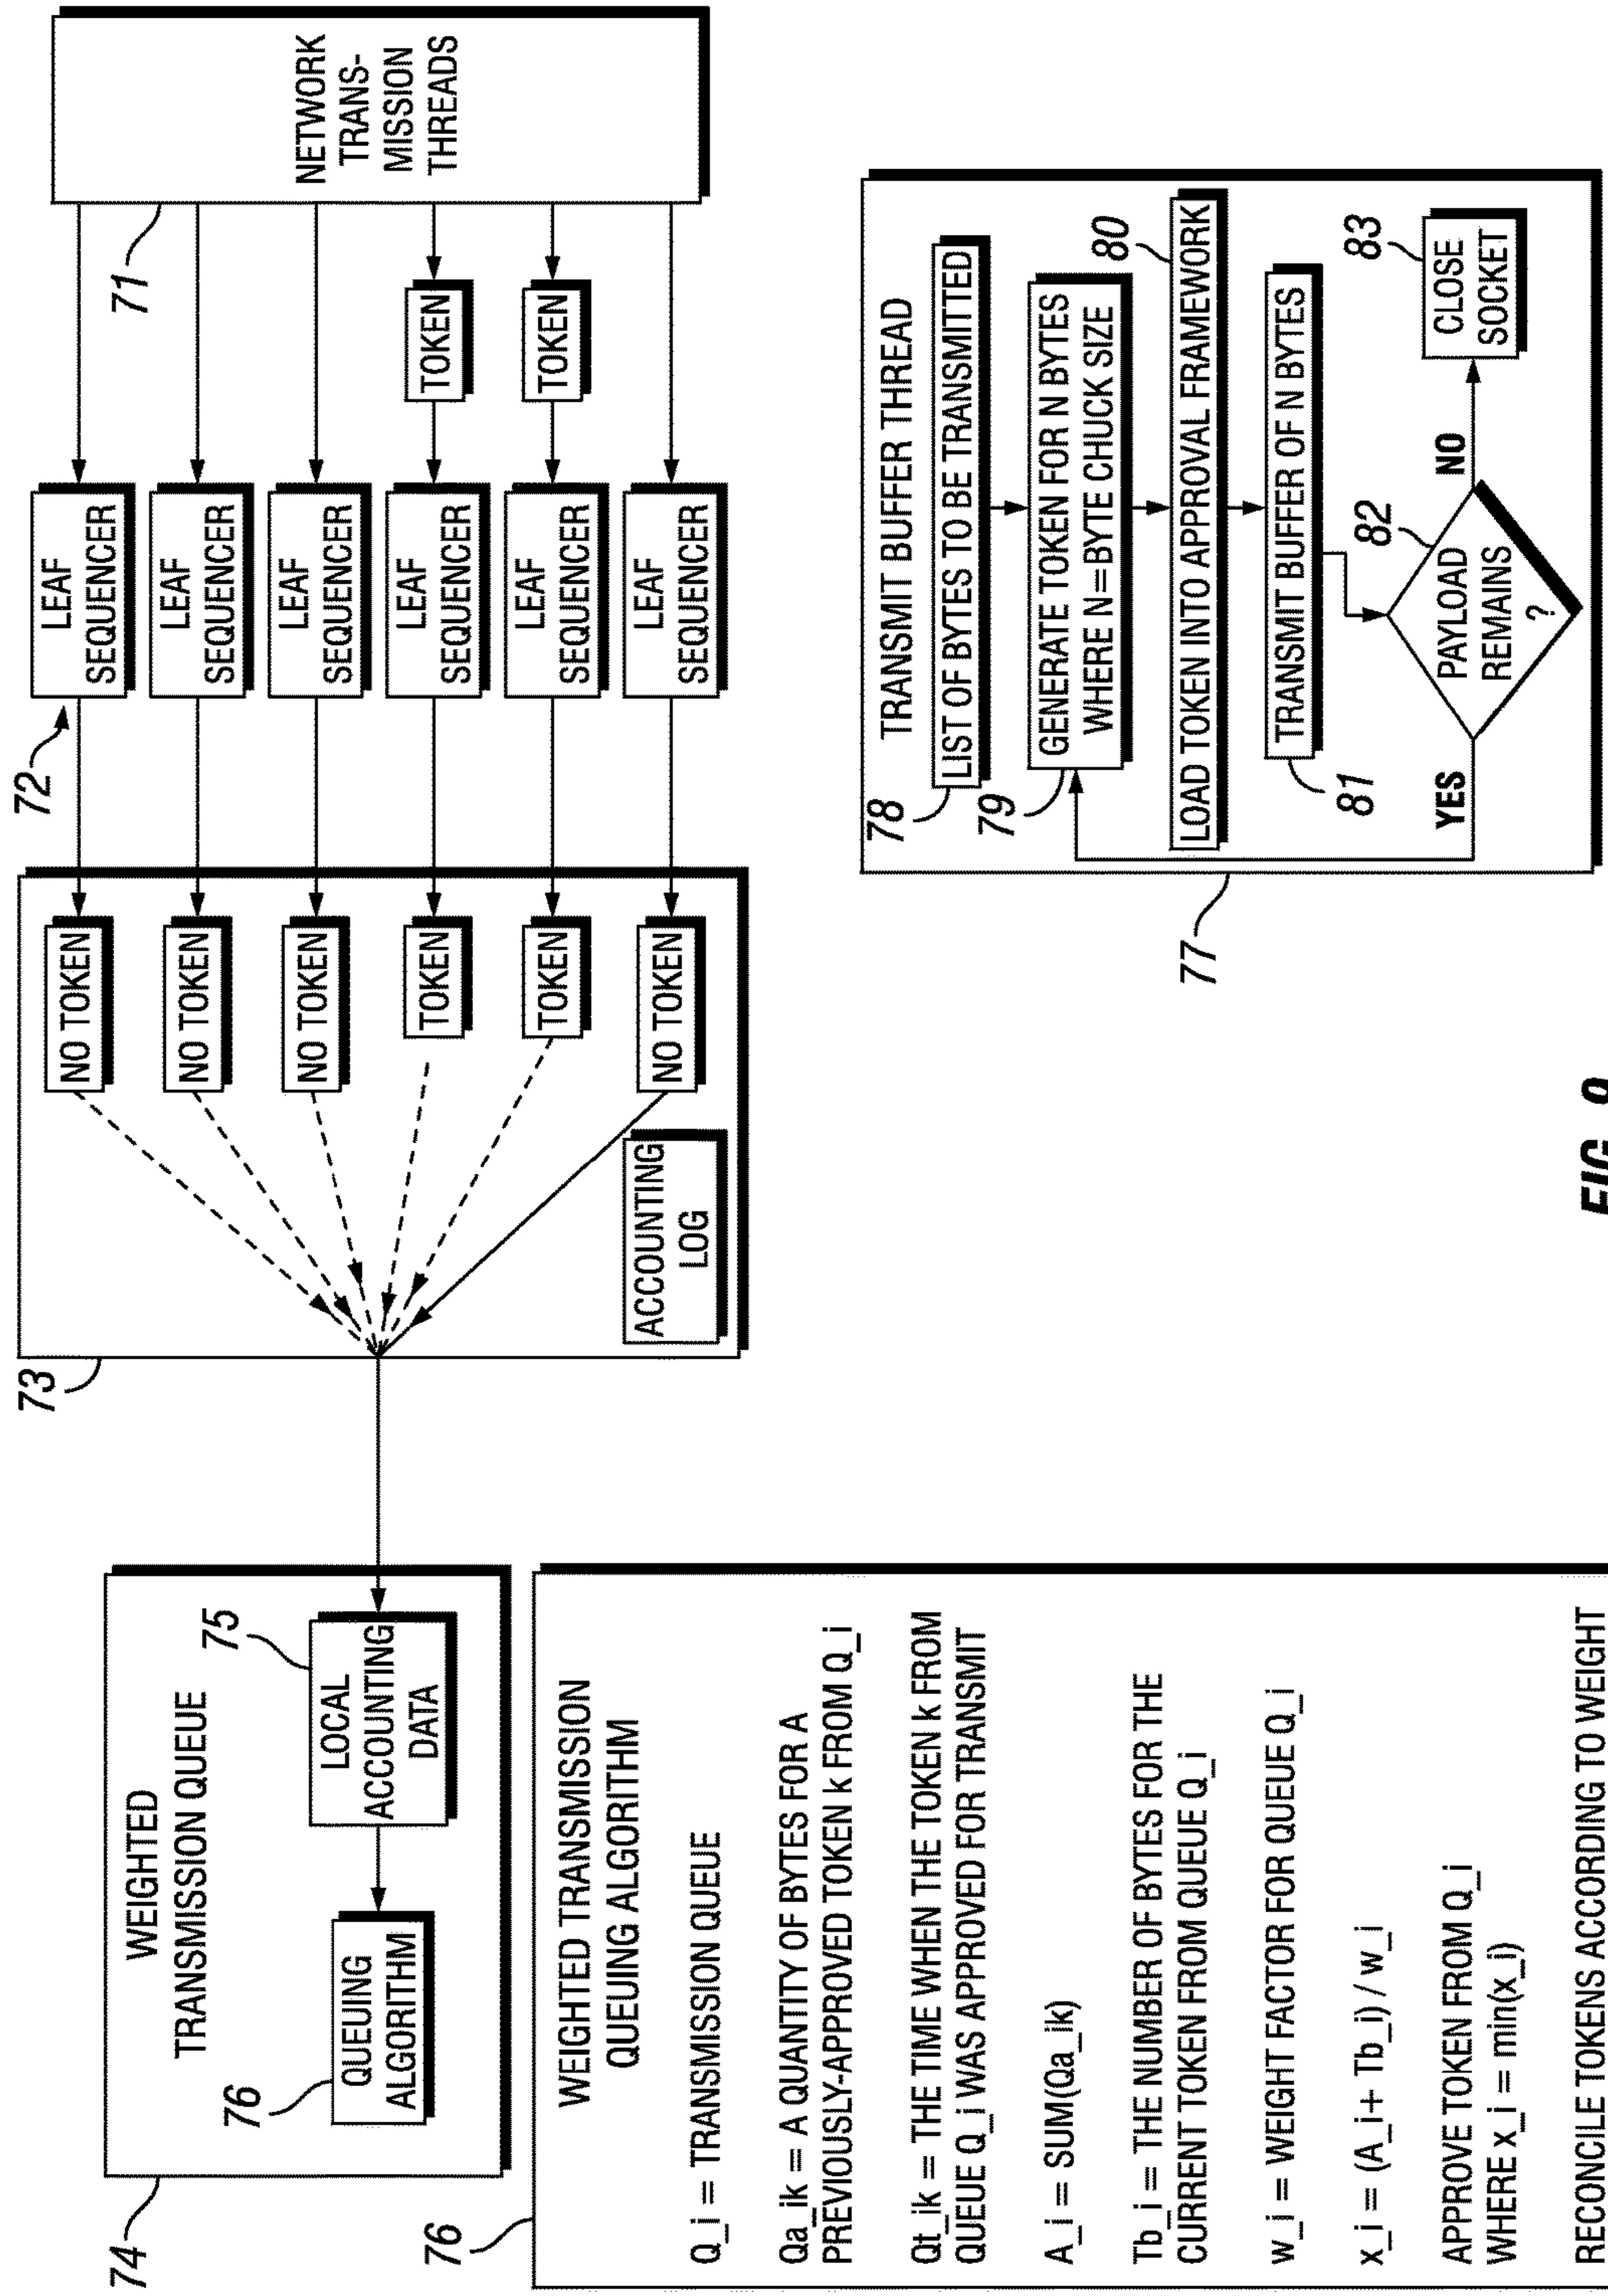 74
WEIGHTED
TRANSMISSION QUEUE
76
QUEUING
ALGORITHM
75
LOCAL
ACCOUNTING
DATA
73
NO TOKEN
NO TOKEN
NO TOKEN
TOKEN
TOKEN
NO TOKEN
ACCOUNTING
LOG
72
LEAF
SEQUENCER
LEAF
SEQUENCER
LEAF
SEQUENCER
LEAF
SEQUENCER
LEAF
SEQUENCER
LEAF
SEQUENCER
TOKEN
TOKEN
71
NETWORK
TRANS-
MISSION
THREADS
76
WEIGHTED TRANSMISSION
QUEUING ALGORITHM
Q_i = TRANSMISSION QUEUE
Qa_ik = A QUANTITY OF BYTES FOR A
PREVIOUSLY-APPROVED TOKEN k FROM Q_i
Qt_ik = THE TIME WHEN THE TOKEN k FROM
QUEUE Q_i WAS APPROVED FOR TRANSMIT
A_i = SUM(Qa_ik)
Tb_i = THE NUMBER OF BYTES FOR THE
CURRENT TOKEN FROM QUEUE Q_i
w_i = WEIGHT FACTOR FOR QUEUE Q_i
x_i = (A_i+ Tb_i) / w_i
APPROVE TOKEN FROM Q_i
WHERE x_i = min(x_i)
RECONCILE TOKENS ACCORDING TO WEIGHT
77
TRANSMIT BUFFER THREAD
78
LIST OF BYTES TO BE TRANSMITTED
79
GENERATE TOKEN FOR N BYTES
WHERE N=BYTE CHUCK SIZE
80
LOAD TOKEN INTO APPROVAL FRAMEWORK
81
TRANSMIT BUFFER OF N BYTES
82
PAYLOAD
REMAINS
?
YES
NO
83
CLOSE
SOCKET
FIG.